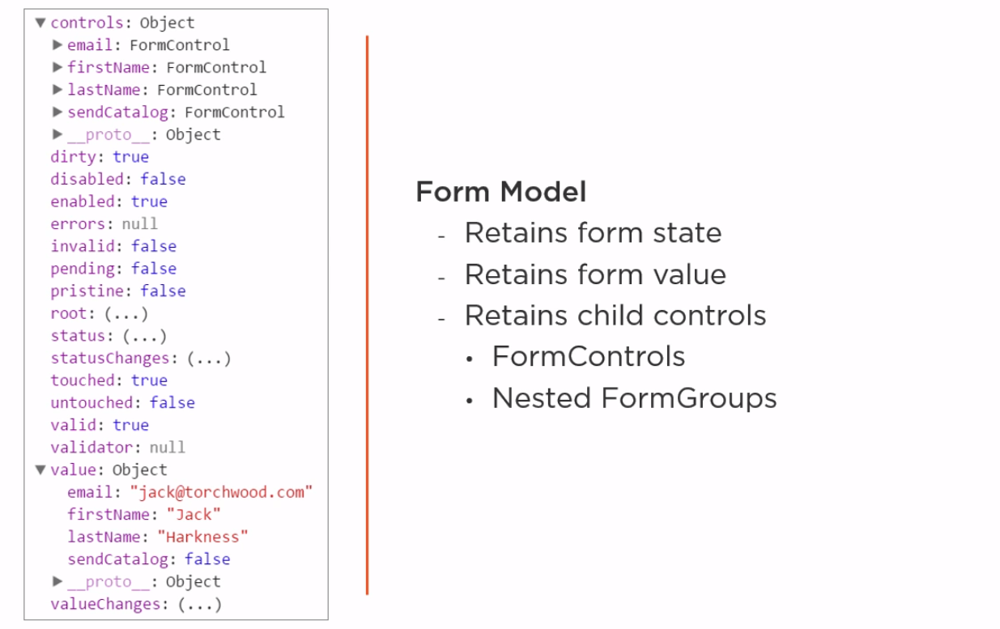 ▼ controls: Object
▶ email: FormControl
▶ firstName: FormControl
▶ lastName: FormControl
▶ sendCatalog: FormControl
▶ __proto__: Object
dirty: true
disabled: false
enabled: true
errors: null
invalid: false
pending: false
pristine: false
root: (...)
status: (...)
statusChanges: (...)
touched: true
untouched: false
valid: true
validator: null
▼ value: Object
email: "jack@torchwood.com"
firstName: "Jack"
lastName: "Harkness"
sendCatalog: false
▶ __proto__: Object
valueChanges: (...)
Form Model
- Retains form state
- Retains form value
- Retains child controls
• FormControls
• Nested FormGroups